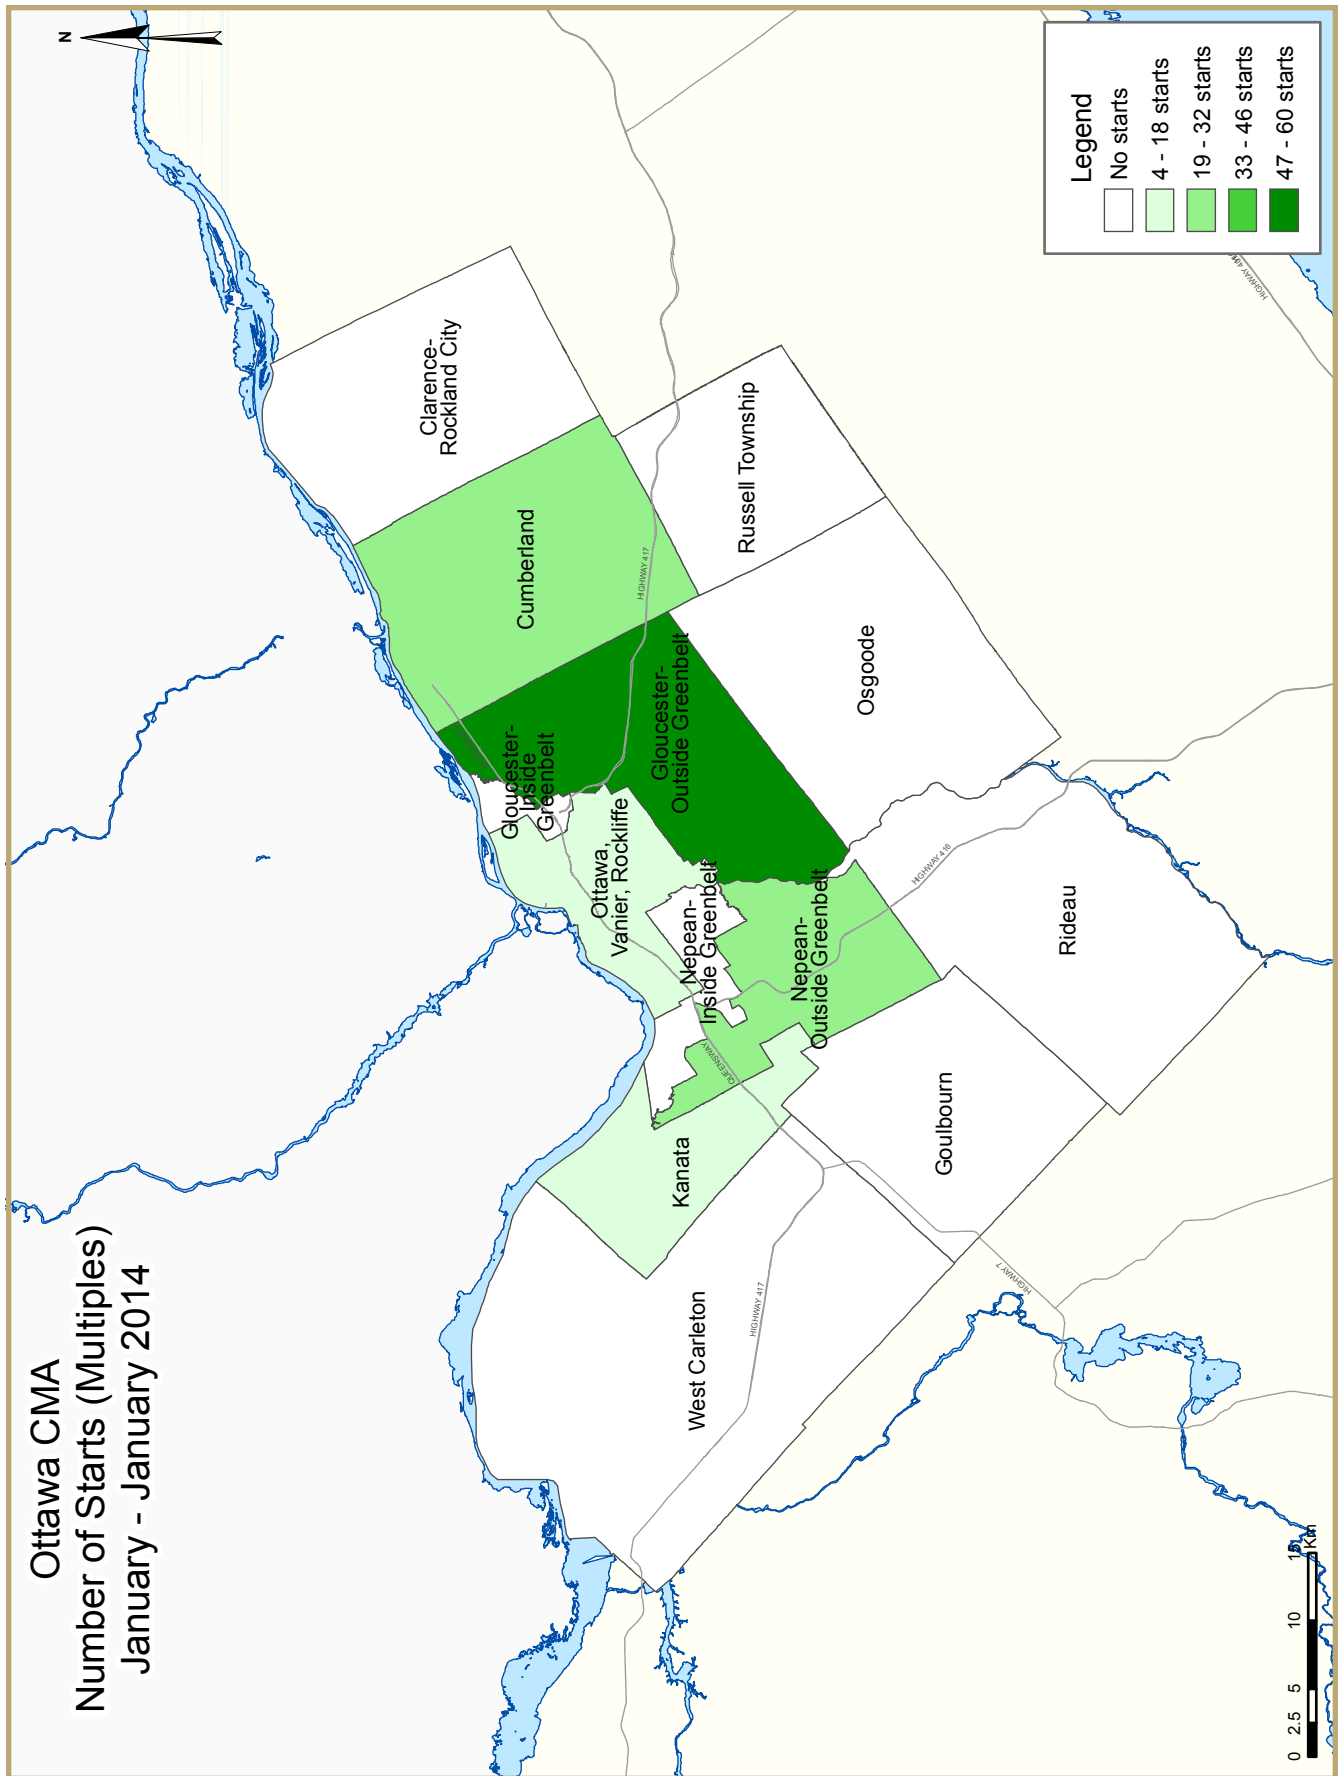 Ottawa CMA
Number of Starts (Multiples)
January - January 2014
N
Legend
No starts
4 - 18 starts
19 - 32 starts
33 - 46 starts
47 - 60 starts
Clarence-
Rockland City
Cumberland
Russell Township
HIGHWAY 417
Gloucester-
Inside
Greenbelt
Gloucester-
Outside Greenbelt
Osgoode
Ottawa,
Vanier, Rockliffe
Nepean-
Inside Greenbelt
Nepean-
Outside Greenbelt
HIGHWAY 416
Rideau
QUEENSWAY
Kanata
Goulbourn
West Carleton
HIGHWAY 417
HIGHWAY 7
HIGHWAY 401
0 2.5 5 10 15
Km